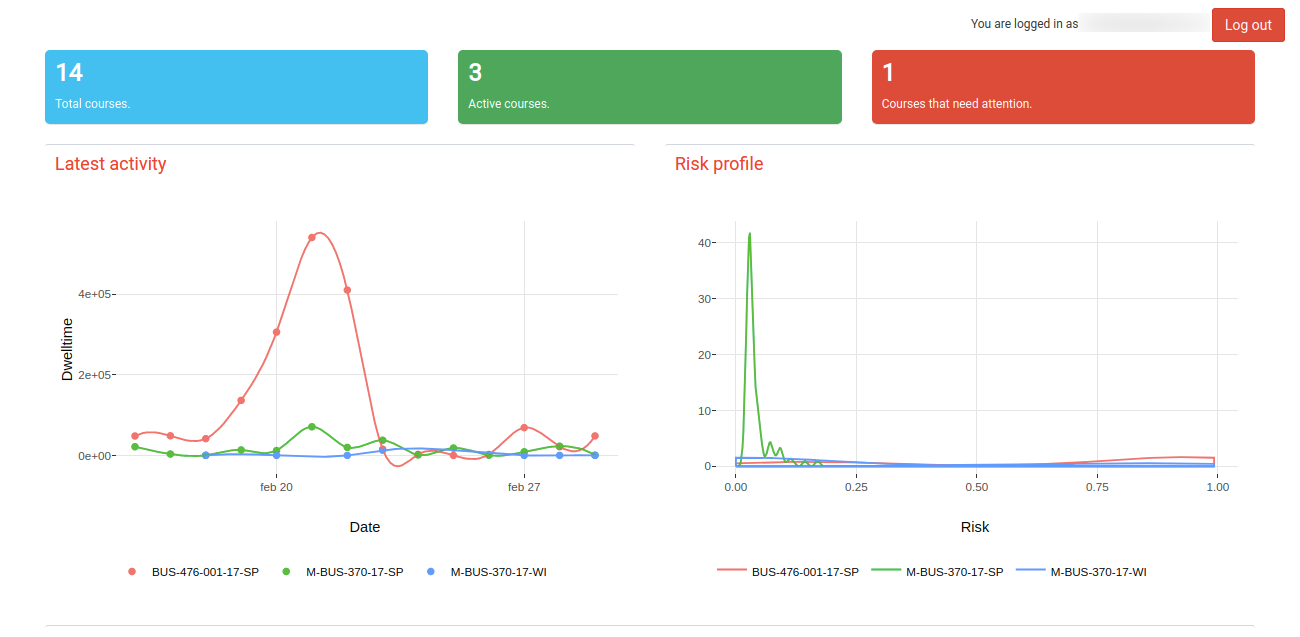 You are logged in as
Log out
14
Total courses.
3
Active courses.
1
Courses that need attention.
Latest activity
Dwelltime
4e+05
2e+05
0e+00
feb 20
feb 27
Date
BUS-476-001-17-SP
M-BUS-370-17-SP
M-BUS-370-17-WI
Risk profile
40
30
20
10
0
0.00
0.25
0.50
0.75
1.00
Risk
BUS-476-001-17-SP
M-BUS-370-17-SP
M-BUS-370-17-WI